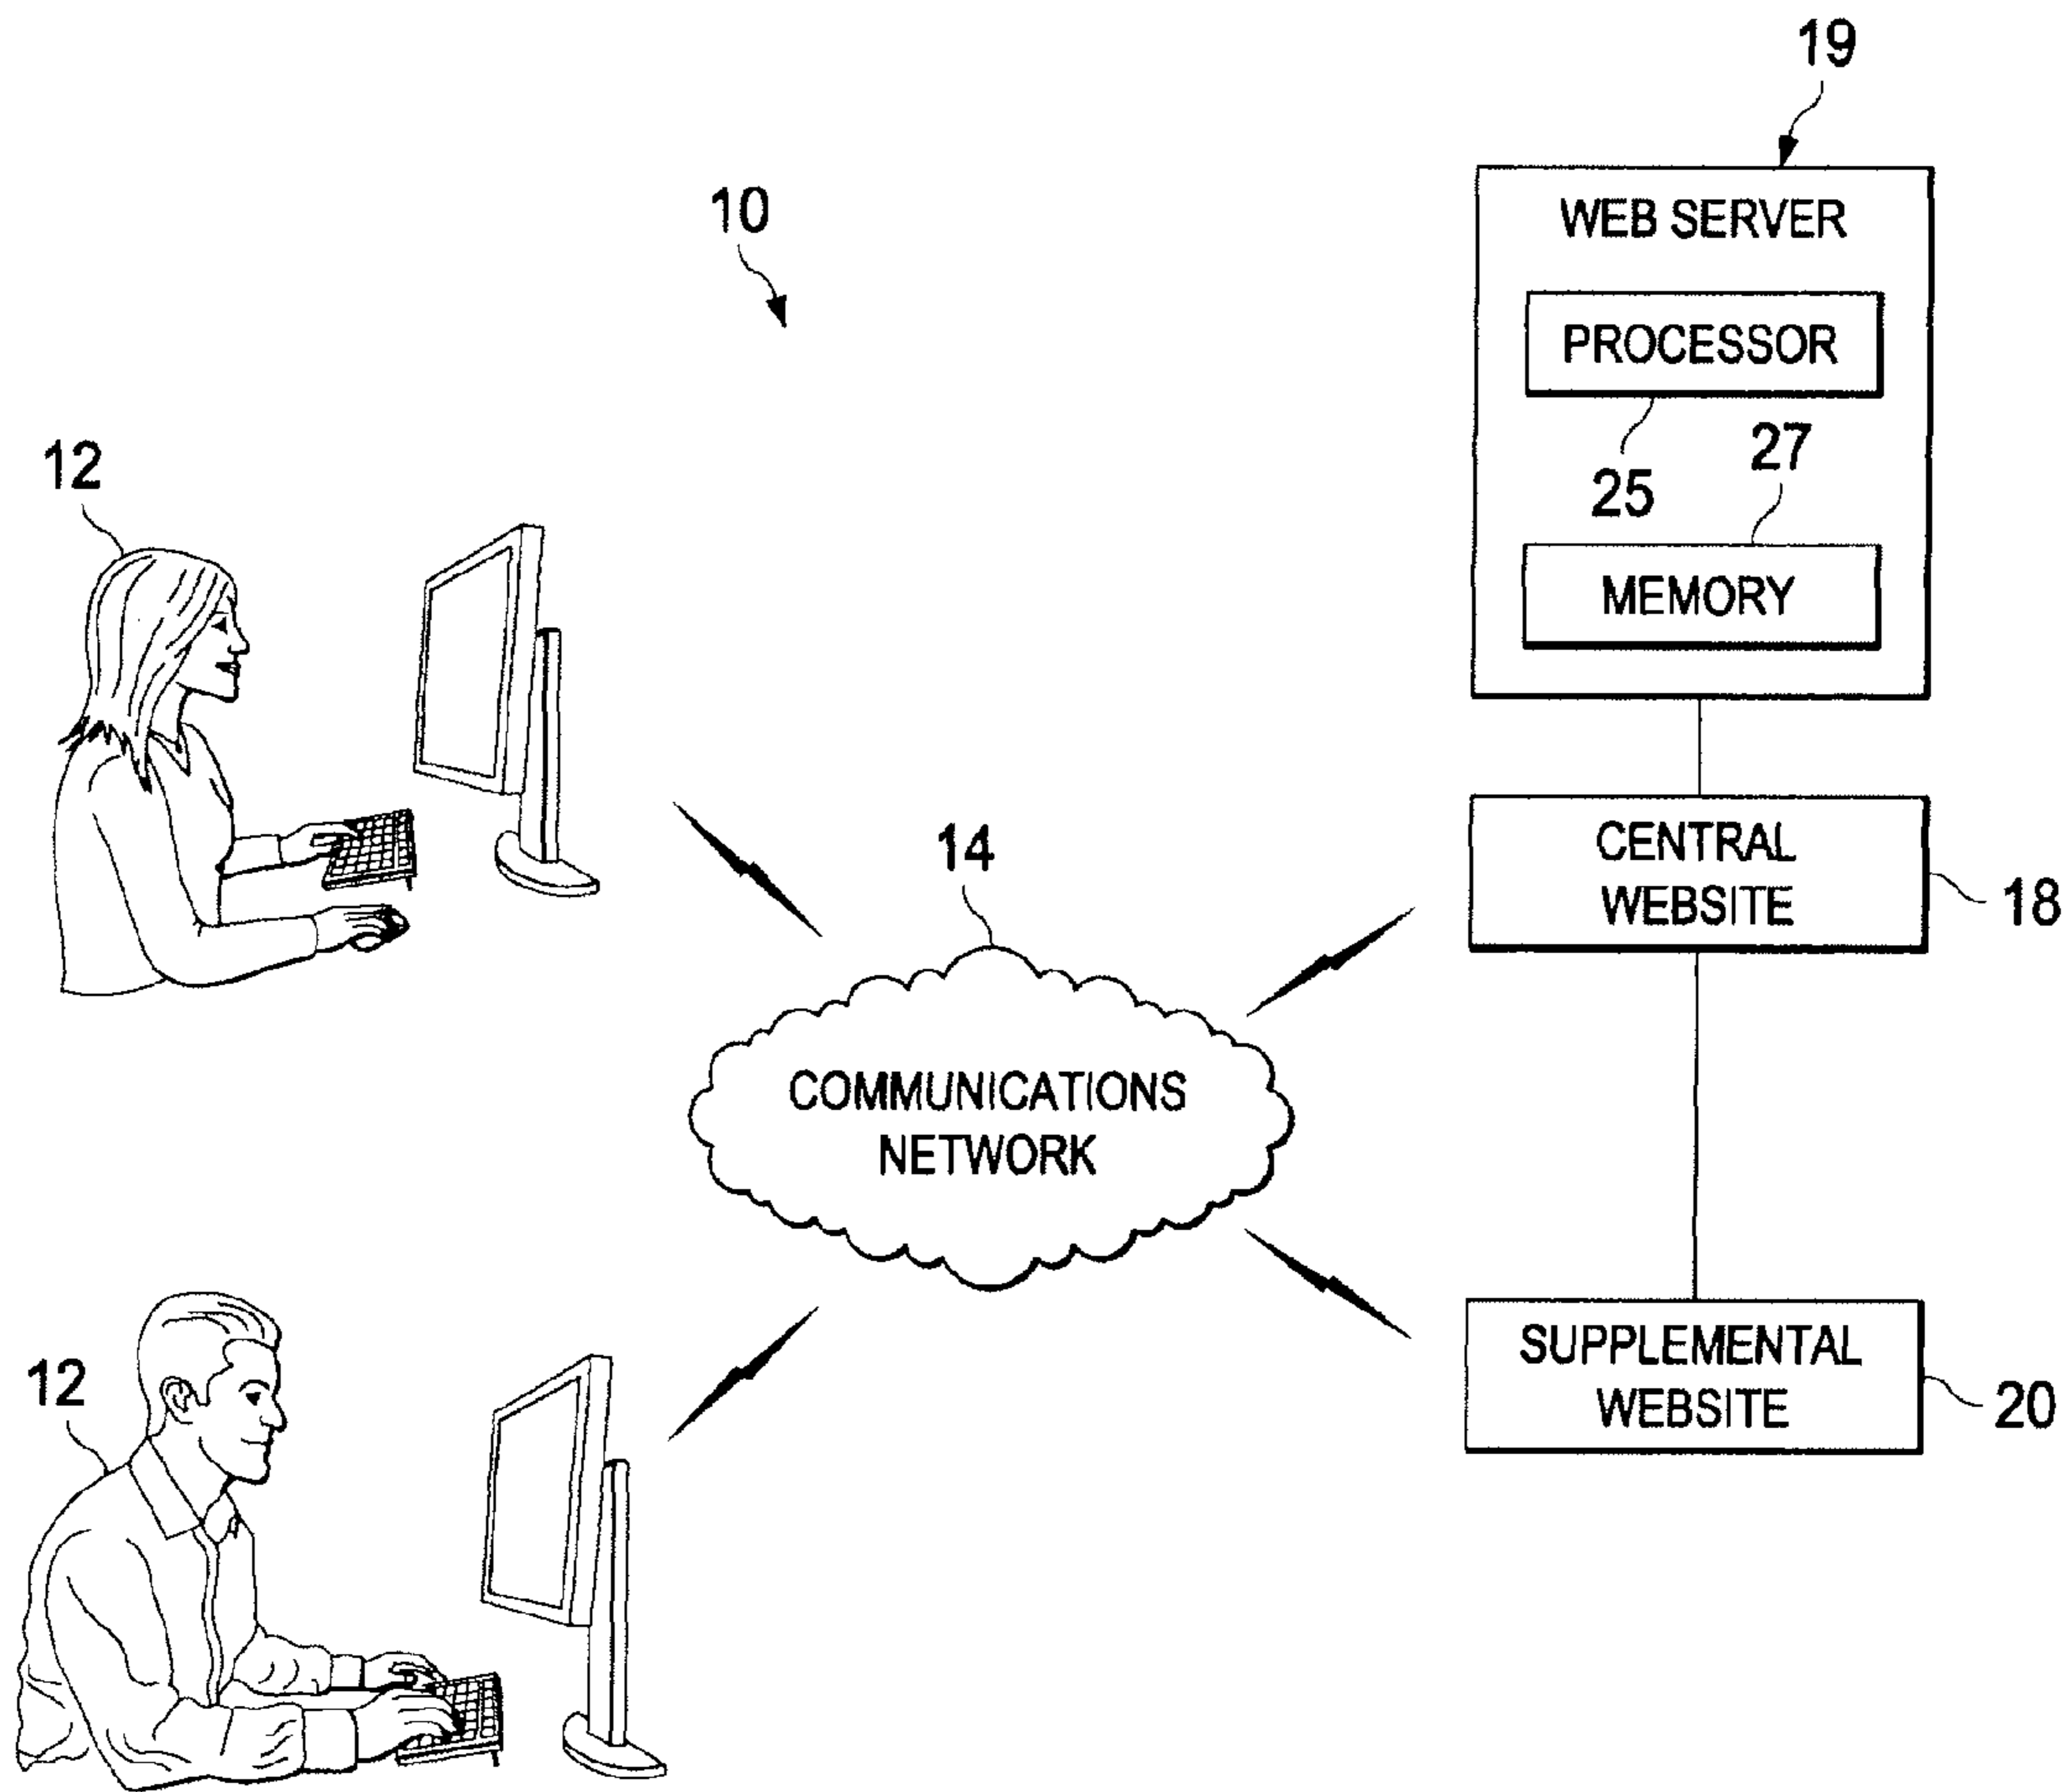 19
10
WEB SERVER
PROCESSOR
25
27
MEMORY
12
14
CENTRAL
WEBSITE
18
COMMUNICATIONS
NETWORK
12
SUPPLEMENTAL
WEBSITE
20